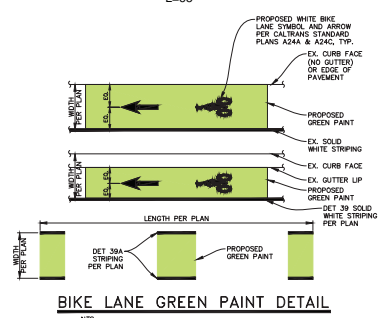 PROPOSED WHITE BIKE
LANE SYMBOL AND ARROW
PER CALTRANS STANDARD
PLANS A24A & A24C, TYP.
EX. CURB FACE
(NO GUTTER)
OR EDGE OF
PAVEMENT
WIDTH
PER PLAN
EQ.
EQ.
PROPOSED
GREEN PAINT
EX. SOLID
WHITE STRIPING
EX. CURB FACE
WIDTH
PER PLAN
EQ.
EQ.
EX. GUTTER LIP
PROPOSED
GREEN PAINT
DET 39 SOLID
WHITE STRIPING
PER PLAN
LENGTH PER PLAN
WIDTH
PER PLAN
DET 39A
STRIPING
PER PLAN
PROPOSED
GREEN PAINT
BIKE LANE GREEN PAINT DETAIL